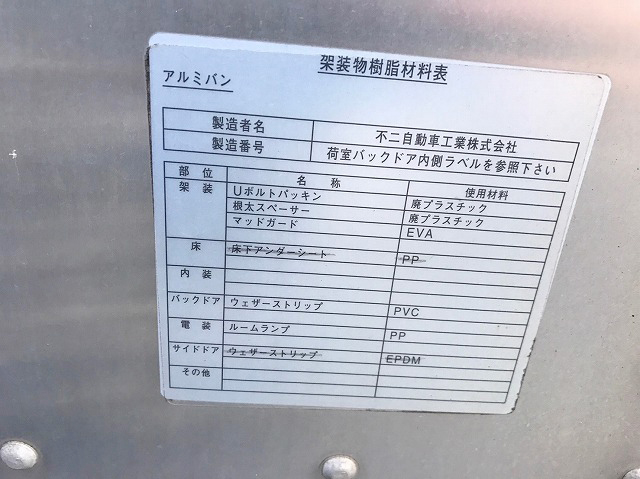 架装物樹脂材料表
アルミバン
製造者名 不二自動車工業株式会社
製造番号 荷室バックドア内側ラベルを参照下さい
部位 名称 使用材料
架装 Uボルトパッキン 廃プラスチック
根太スペーサー 廃プラスチック
マッドガード EVA
床 床下アンダーシート PP
内装
バックドア ウェザーストリップ PVC
電装 ルームランプ PP
サイドドア ウェザーストリップ EPDM
その他